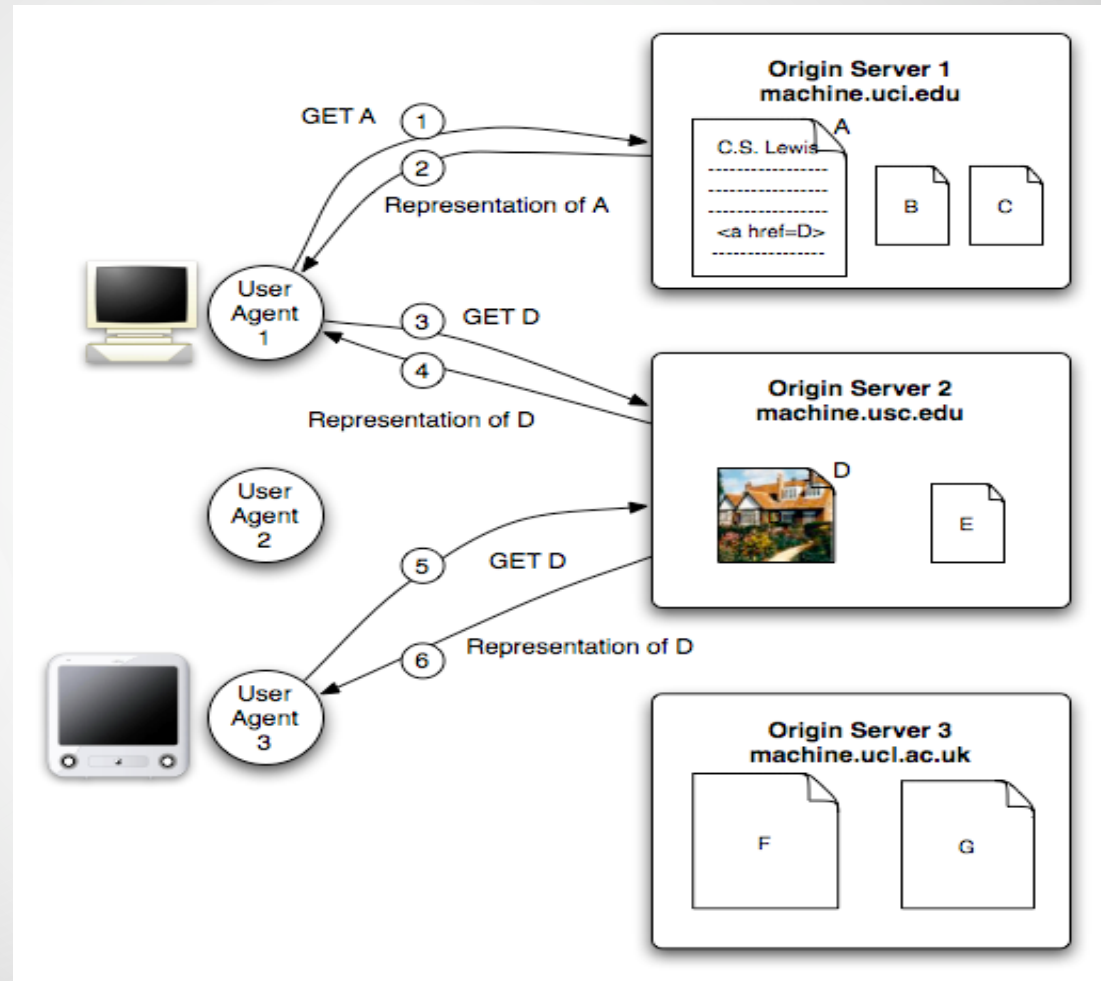 Origin Server 1
machine.uci.edu
GET A
1
A
C.S. Lewis
2
Representation of A
B
C
<a href=D>
User
Agent
1
3
GET D
4
Representation of D
Origin Server 2
machine.usc.edu
D
E
User
Agent
2
5
GET D
6
Representation of D
User
Agent
3
Origin Server 3
machine.ucl.ac.uk
F
G